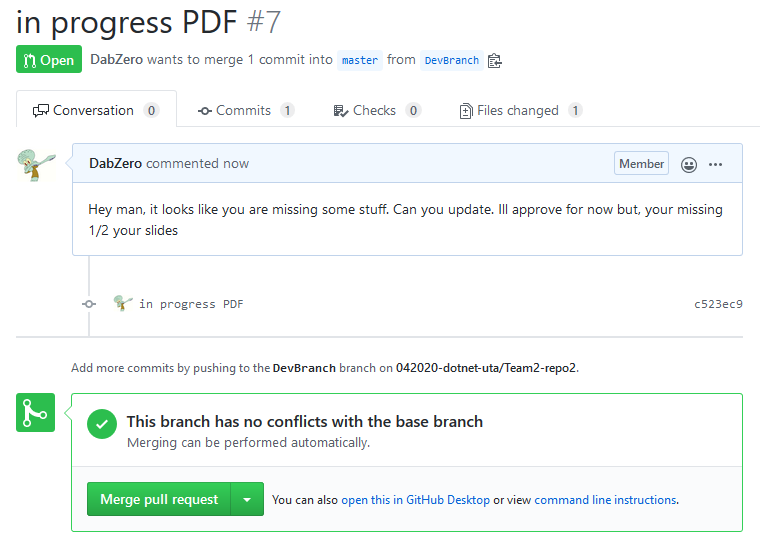 in progress PDF #7
Open DabZero wants to merge 1 commit into master from DevBranch
Conversation 0 Commits 1 Checks 0 Files changed 1
DabZero commented now Member
Hey man, it looks like you are missing some stuff. Can you update. Ill approve for now but, your missing
1/2 your slides
in progress PDF c523ec9
Add more commits by pushing to the DevBranch branch on 042020-dotnet-uta/Team2-repo2.
This branch has no conflicts with the base branch
Merging can be performed automatically.
Merge pull request You can also open this in GitHub Desktop or view command line instructions.